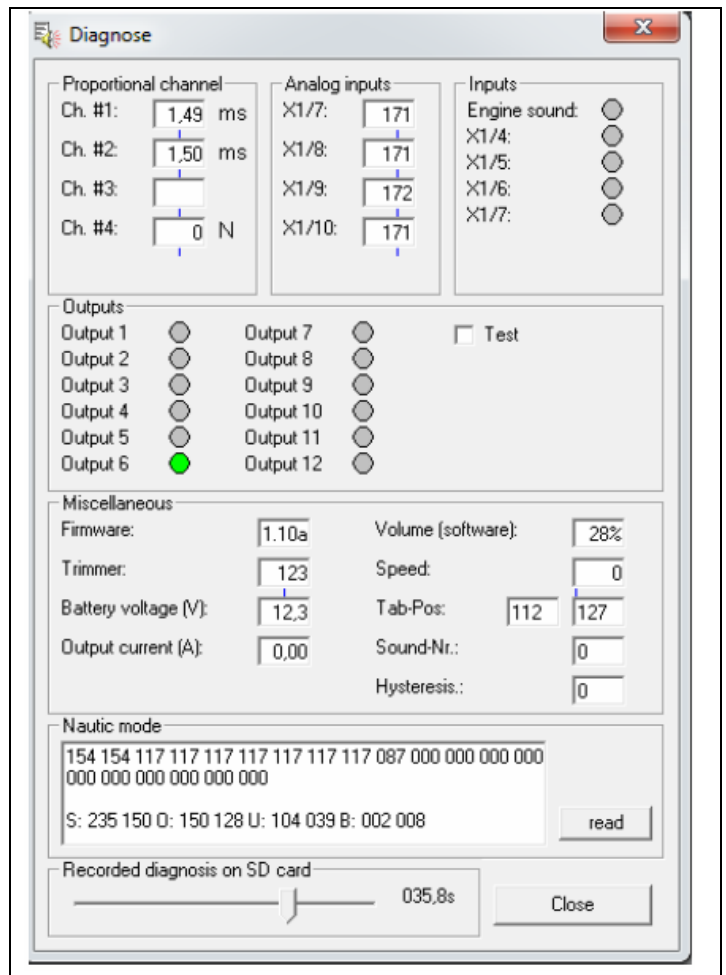 Diagnose
Proportional channel
Ch. #1: 1,49 ms
Ch. #2: 1,50 ms
Ch. #3:
Ch. #4: 0 N
Analog inputs
X1/7: 171
X1/8: 171
X1/9: 172
X1/10: 171
Inputs
Engine sound:
X1/4:
X1/5:
X1/6:
X1/7:
Outputs
Output 1
Output 2
Output 3
Output 4
Output 5
Output 6
Output 7
Output 8
Output 9
Output 10
Output 11
Output 12
Test
Miscellaneous
Firmware: 1.10a
Trimmer: 123
Battery voltage (V): 12,3
Output current (A): 0,00
Volume (software): 28%
Speed: 0
Tab-Pos: 112 127
Sound-Nr.: 0
Hysteresis.: 0
Nautic mode
154 154 117 117 117 117 117 117 117 087 000 000 000 000
000 000 000 000 000 000
S: 235 150 O: 150 128 U: 104 039 B: 002 008
read
Recorded diagnosis on SD card
035,8s
Close